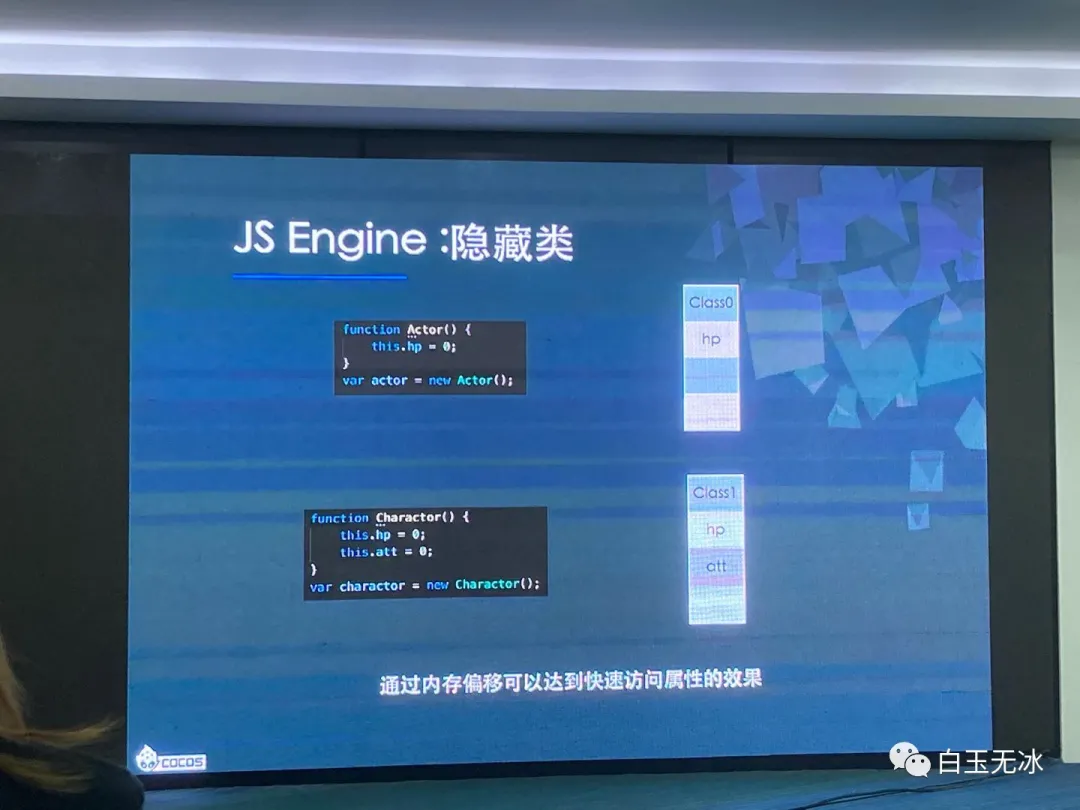 JS Engine :隐藏类
function Actor() {
this.hp = 0;
}
var actor = new Actor();
Class0
hp
function Charactor() {
this.hp = 0;
this.att = 0;
}
var charactor = new Charactor();
Class1
hp
att
通过内存偏移可以达到快速访问属性的效果
COCOS
白玉无冰